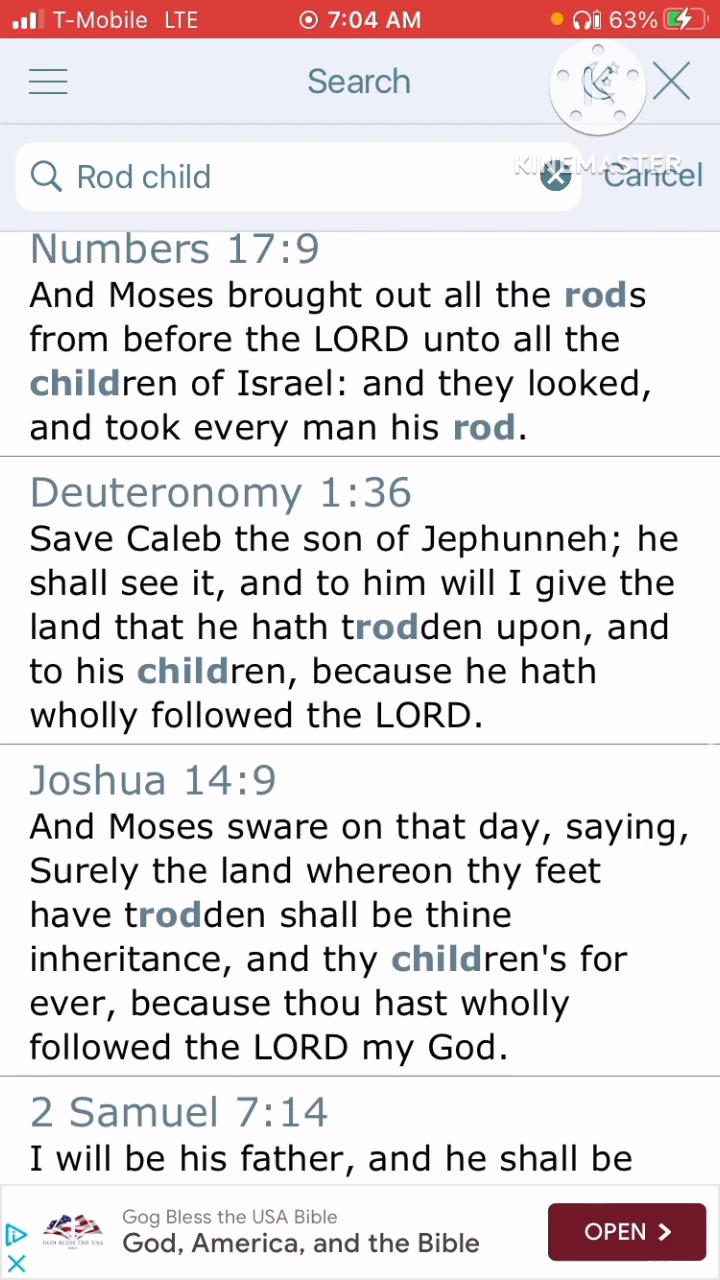 T-Mobile LTE 7:04 AM 63%
Search
KINEMASTER
Rod child Cancel
Numbers 17:9
And Moses brought out all the rods
from before the LORD unto all the
children of Israel: and they looked,
and took every man his rod.
Deuteronomy 1:36
Save Caleb the son of Jephunneh; he
shall see it, and to him will I give the
land that he hath trodden upon, and
to his children, because he hath
wholly followed the LORD.
Joshua 14:9
And Moses sware on that day, saying,
Surely the land whereon thy feet
have trodden shall be thine
inheritance, and thy children's for
ever, because thou hast wholly
followed the LORD my God.
2 Samuel 7:14
I will be his father, and he shall be
Gog Bless the USA Bible
God, America, and the Bible
GOD BLESS THE USA
OPEN